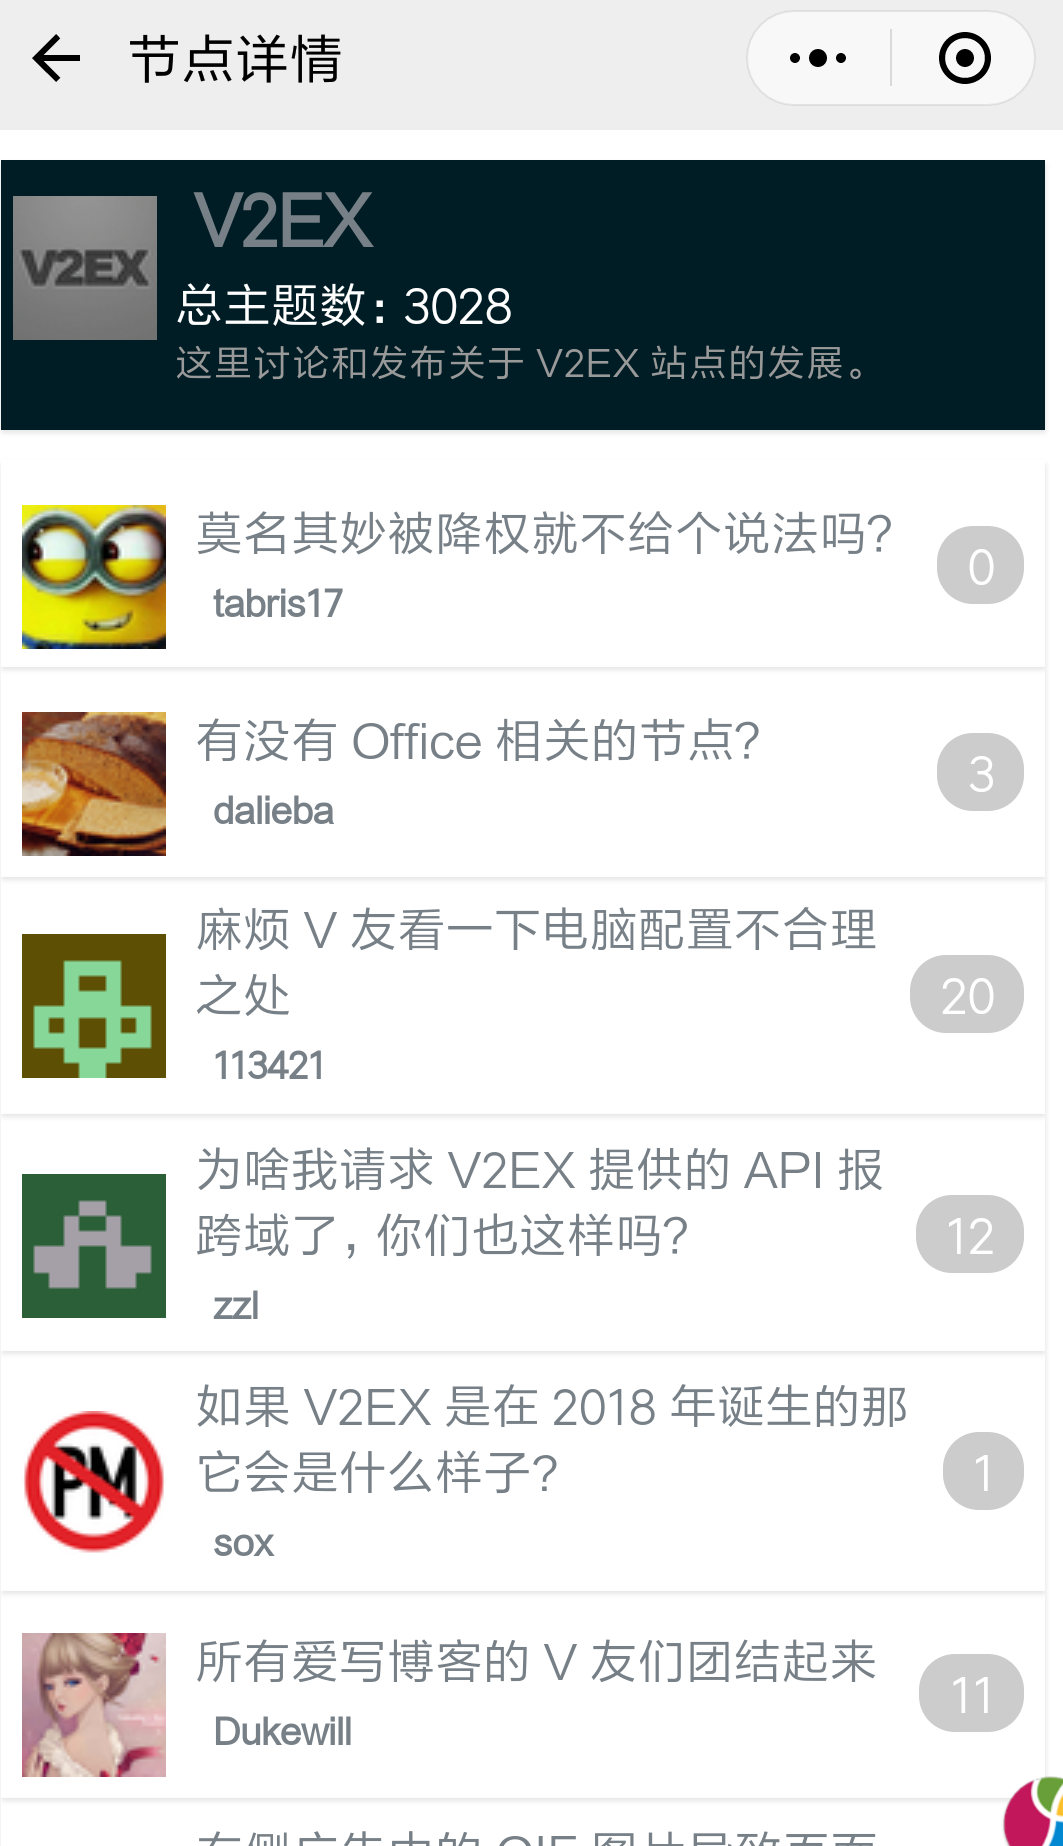 节点详情
V2EX
V2EX
总主题数: 3028
这里讨论和发布关于 V2EX 站点的发展。
莫名其妙被降权就不给个说法吗?
0
tabris17
有没有 Office 相关的节点?
3
dalieba
麻烦 V 友看一下电脑配置不合理
之处
20
113421
为啥我请求 V2EX 提供的 API 报
跨域了, 你们也这样吗?
12
zzl
如果 V2EX 是在 2018 年诞生的那
它会是什么样子?
1
PM
sox
所有爱写博客的 V 友们团结起来
11
Dukewill